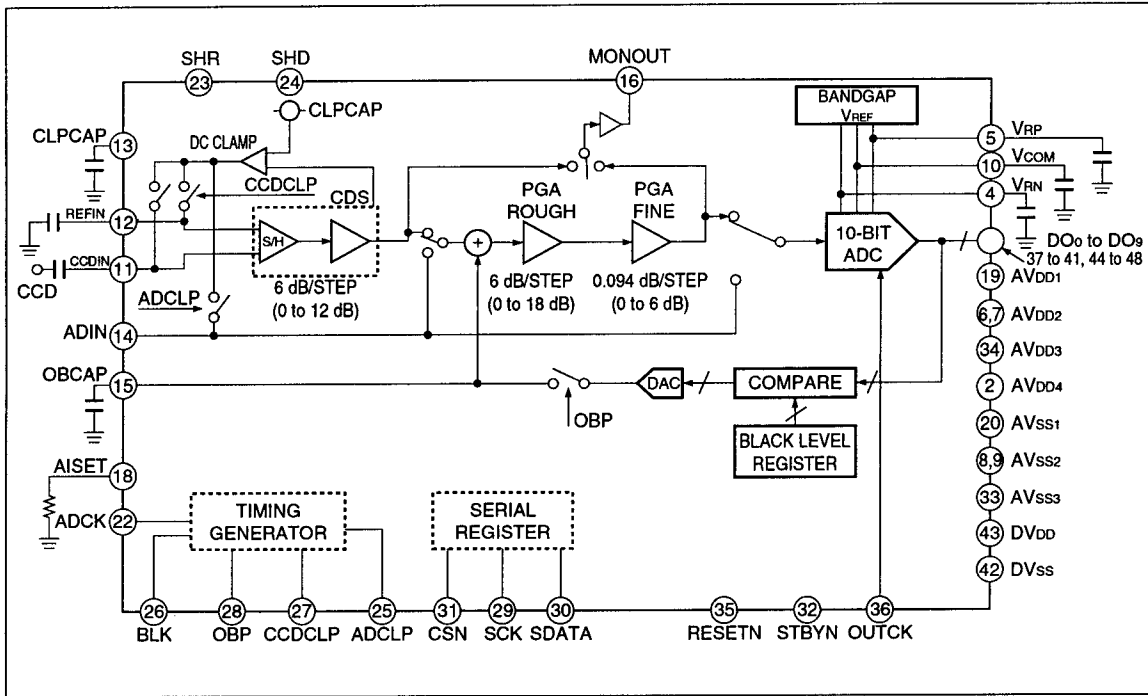 SHR
23
SHD
24
MONOUT
16
CLPCAP
13
CLPCAP
DC CLAMP
CCDCLP
CDS
REFIN
12
CCDIN
11
CCD
S/H
6 dB/STEP
(0 to 12 dB)
ADCLP
ADIN
14
PGA
ROUGH
6 dB/STEP
(0 to 18 dB)
PGA
FINE
0.094 dB/STEP
(0 to 6 dB)
+
BANDGAP
VREF
10-BIT
ADC
5 VRP
10 VCOM
4 VRN
DO0 to DO9
37 to 41, 44 to 48
19 AVDD1
6,7 AVDD2
34 AVDD3
2 AVDD4
20 AVSS1
8,9 AVSS2
33 AVSS3
43 DVDD
42 DVSS
OBCAP
15
OBP
DAC
COMPARE
BLACK LEVEL
REGISTER
AISET
18
ADCK
22
TIMING
GENERATOR
SERIAL
REGISTER
26 28 27 25 31 29 30 35 32 36
BLK OBP CCDCLP ADCLP CSN SCK SDATA RESETN STBYN OUTCK